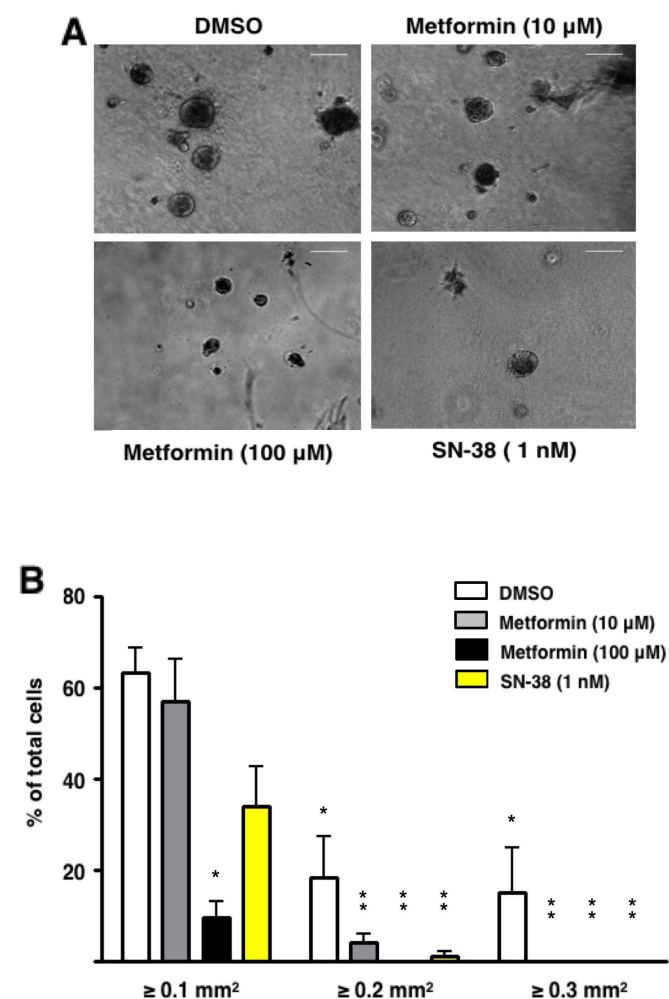 A
DMSO
Metformin (10 µM)
Metformin (100 µM)
SN-38 ( 1 nM)
B
80
60
40
20
% of total cells
DMSO
Metformin (10 µM)
Metformin (100 µM)
SN-38 (1 nM)
*
*
*
* * * * * *
* * * * * *
≥ 0.1 mm²
≥ 0.2 mm²
≥ 0.3 mm²